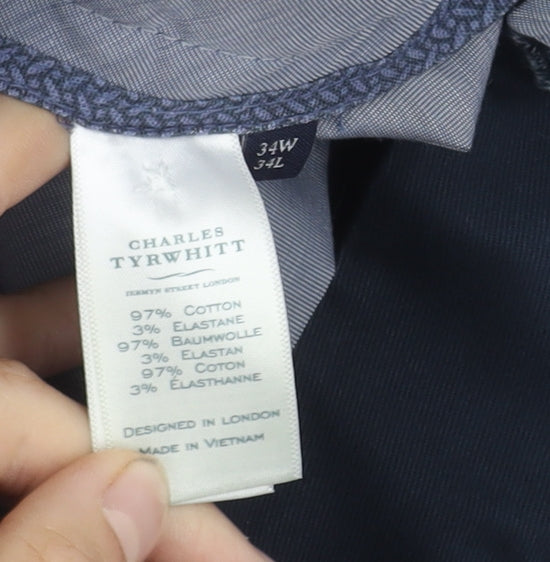 34W
34L
CHARLES
TYRWHITT
JERMYN STREET LONDON
97% COTTON
3% ELASTANE
97% BAUMWOLLE
3% ELASTAN
97% COTON
3% ÉLASTHANNE
DESIGNED IN LONDON
MADE IN VIETNAM